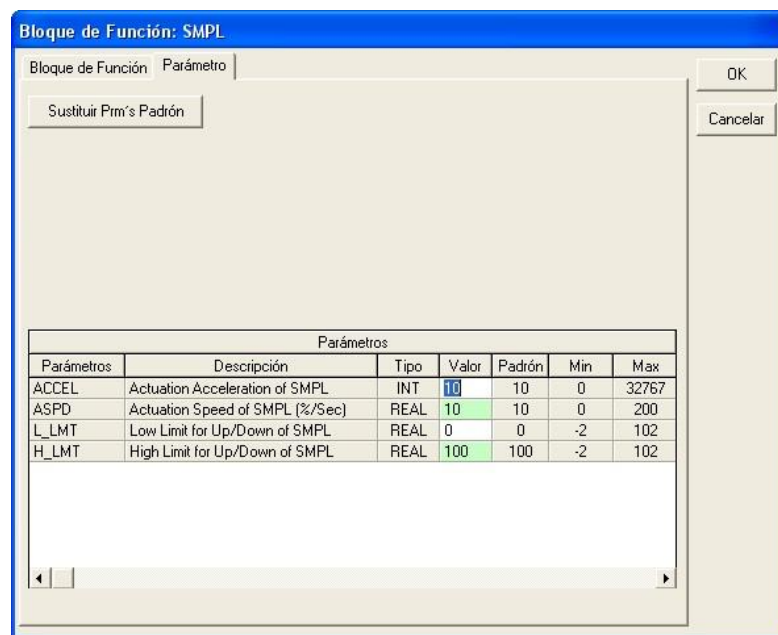 Bloque de Función: SMPL
Bloque de Función Parámetro
OK
Sustituir Prm´s Padrón
Cancelar
Parámetros
Parámetros Descripción Tipo Valor Padrón Min Max
ACCEL Actuation Acceleration of SMPL INT 10 10 0 32767
ASPD Actuation Speed of SMPL (%/Sec) REAL 10 10 0 200
L_LMT Low Limit for Up/Down of SMPL REAL 0 0 -2 102
H_LMT High Limit for Up/Down of SMPL REAL 100 100 -2 102